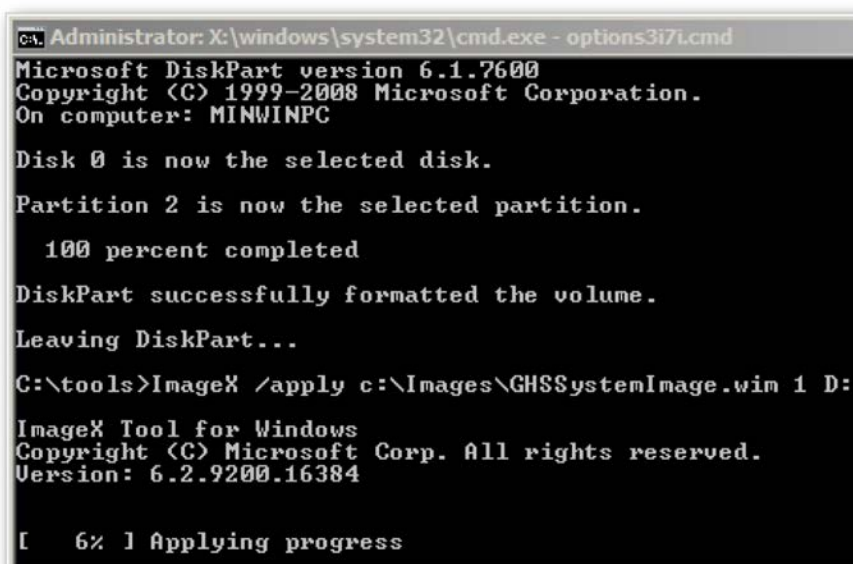 Administrator: X:\windows\system32\cmd.exe - options3i7i.cmd
Microsoft DiskPart version 6.1.7600
Copyright (C) 1999-2008 Microsoft Corporation.
On computer: MINWINPC
Disk 0 is now the selected disk.
Partition 2 is now the selected partition.
100 percent completed
DiskPart successfully formatted the volume.
Leaving DiskPart...
C:\tools>ImageX /apply c:\Images\GHSSystemImage.wim 1 D:
ImageX Tool for Windows
Copyright (C) Microsoft Corp. All rights reserved.
Version: 6.2.9200.16384
[   6% ] Applying progress